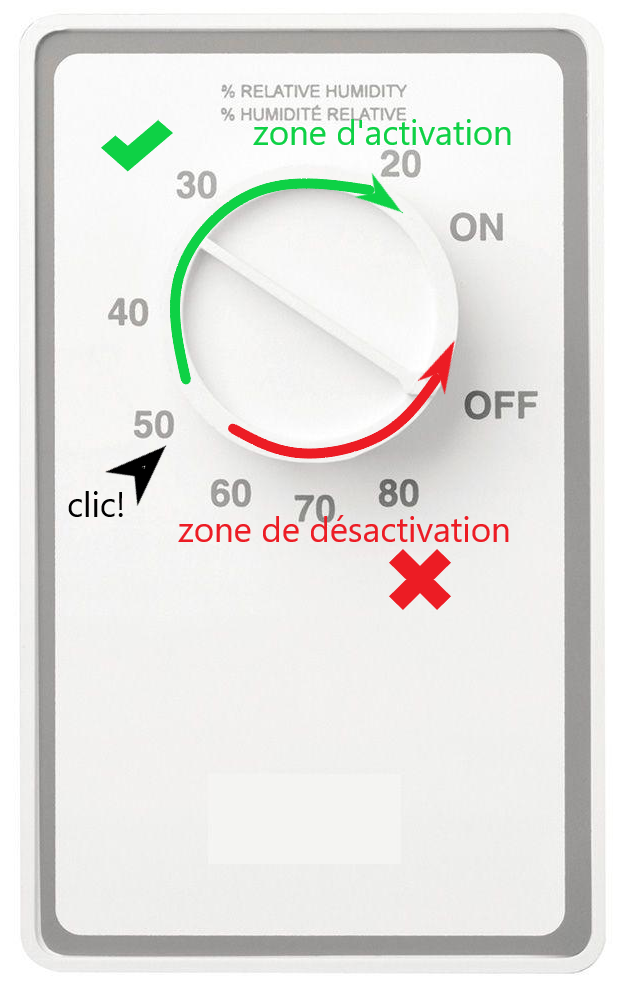 % RELATIVE HUMIDITY
% HUMIDITÉ RELATIVE
zone d'activation
20
30
ON
40
OFF
50
clic!
60
70
80
zone de désactivation